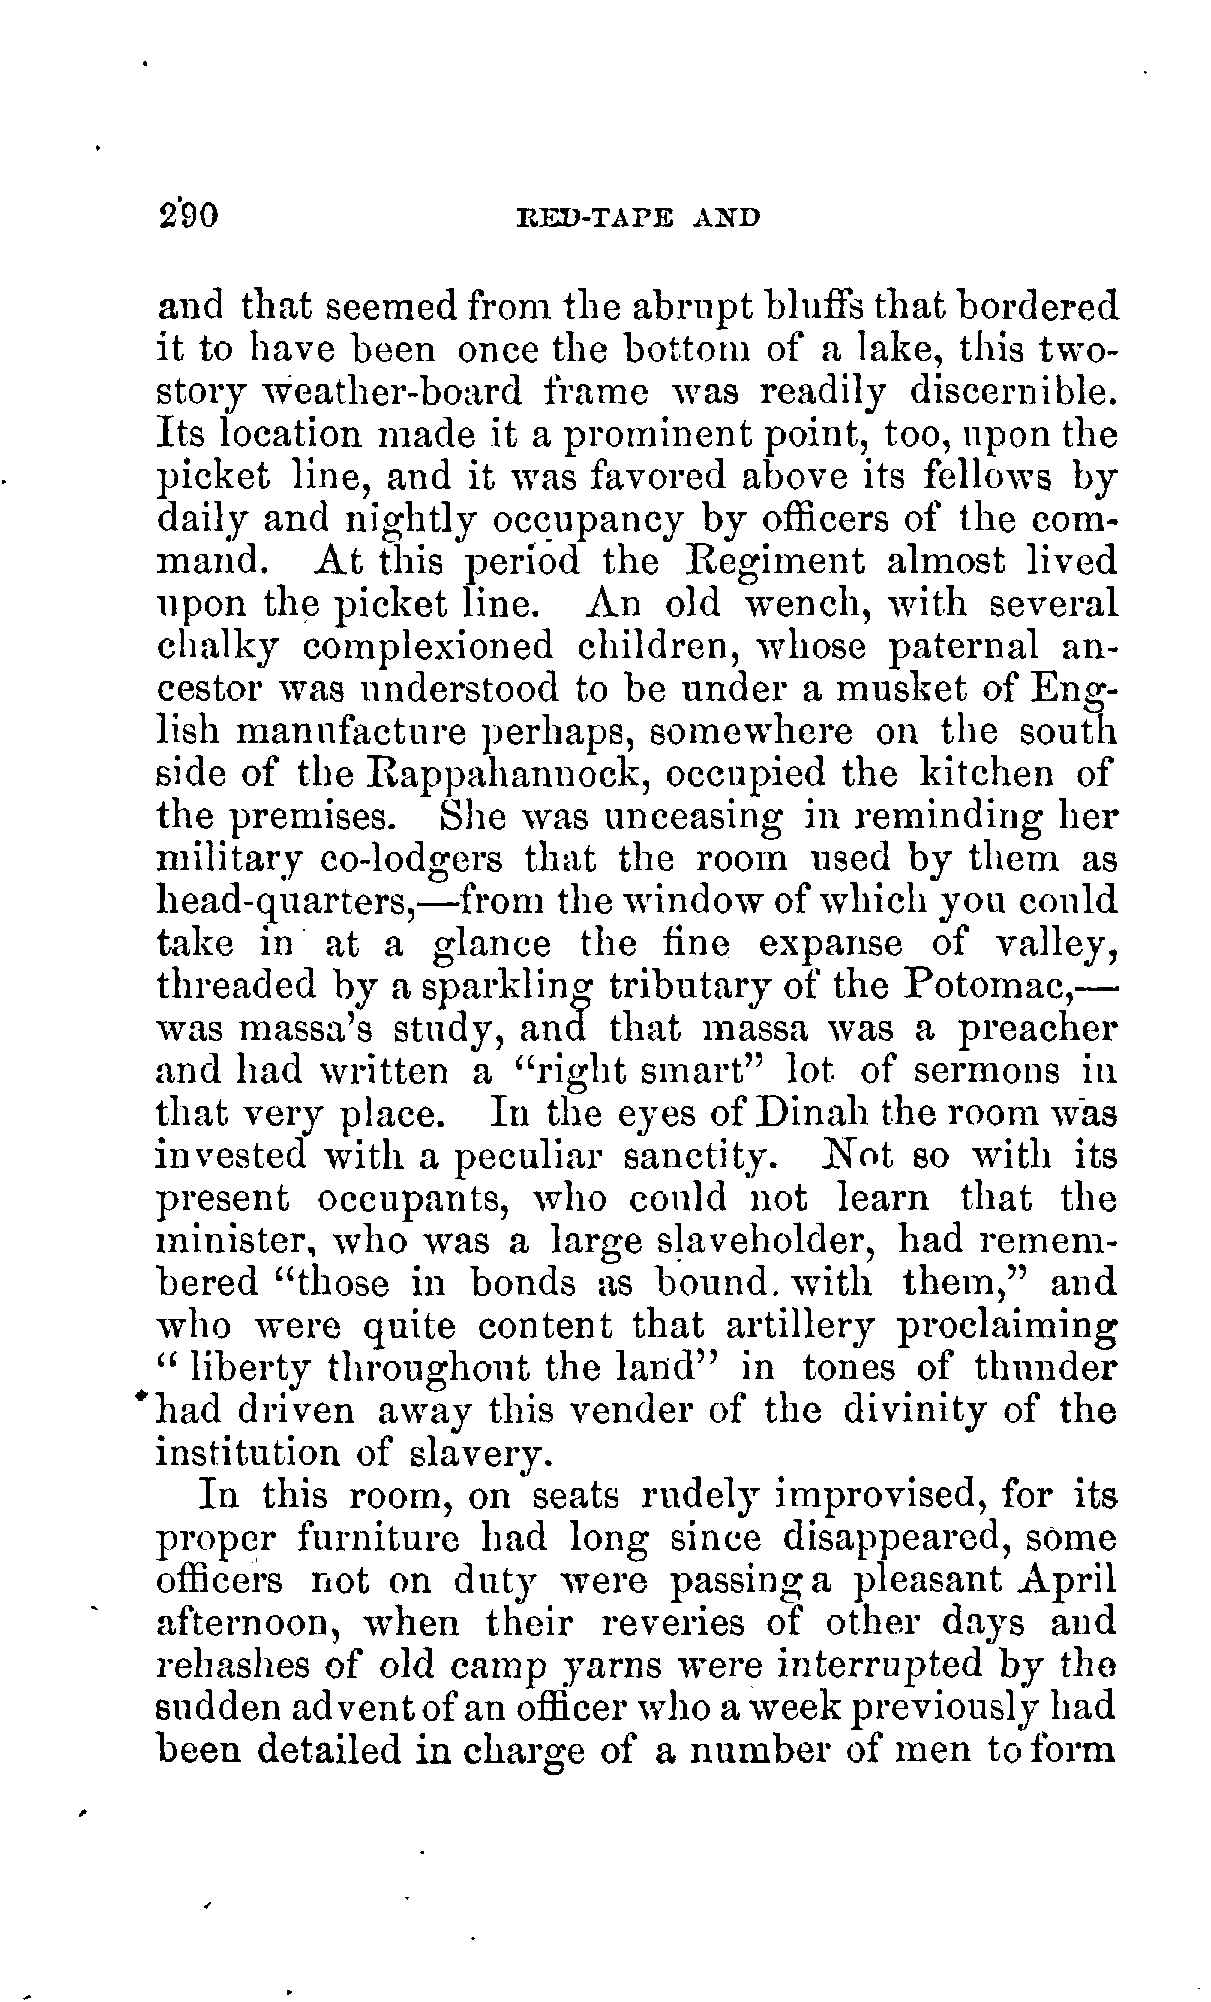 290 RED-TAPE AND
and that seemed from the abrupt bluffs that bordered
it to have been once the bottom of a lake, this two-
story weather-board frame was readily discernible.
Its location made it a prominent point, too, upon the
picket line, and it was favored above its fellows by
daily and nightly occupancy by officers of the com-
mand. At this period the Regiment almost lived
upon the picket line. An old wench, with several
chalky complexioned children, whose paternal an-
cestor was understood to be under a musket of Eng-
lish manufacture perhaps, somewhere on the south
side of the Rappahannock, occupied the kitchen of
the premises. She was unceasing in reminding her
military co-lodgers that the room used by them as
head-quarters,—from the window of which you could
take in at a glance the fine expanse of valley,
threaded by a sparkling tributary of the Potomac,—
was massa's study, and that massa was a preacher
and had written a "right smart" lot of sermons in
that very place. In the eyes of Dinah the room was
invested with a peculiar sanctity. Not so with its
present occupants, who could not learn that the
minister, who was a large slaveholder, had remem-
bered "those in bonds as bound with them," and
who were quite content that artillery proclaiming
" liberty throughout the land" in tones of thunder
had driven away this vender of the divinity of the
institution of slavery.
In this room, on seats rudely improvised, for its
proper furniture had long since disappeared, some
officers not on duty were passing a pleasant April
afternoon, when their reveries of other days and
rehashes of old camp yarns were interrupted by the
sudden advent of an officer who a week previously had
been detailed in charge of a number of men to form